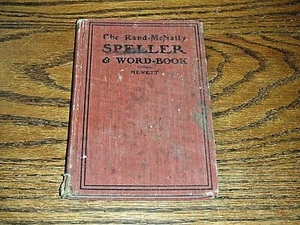 The Rand-McNally
SPELLER
& WORD-BOOK
HEWETT